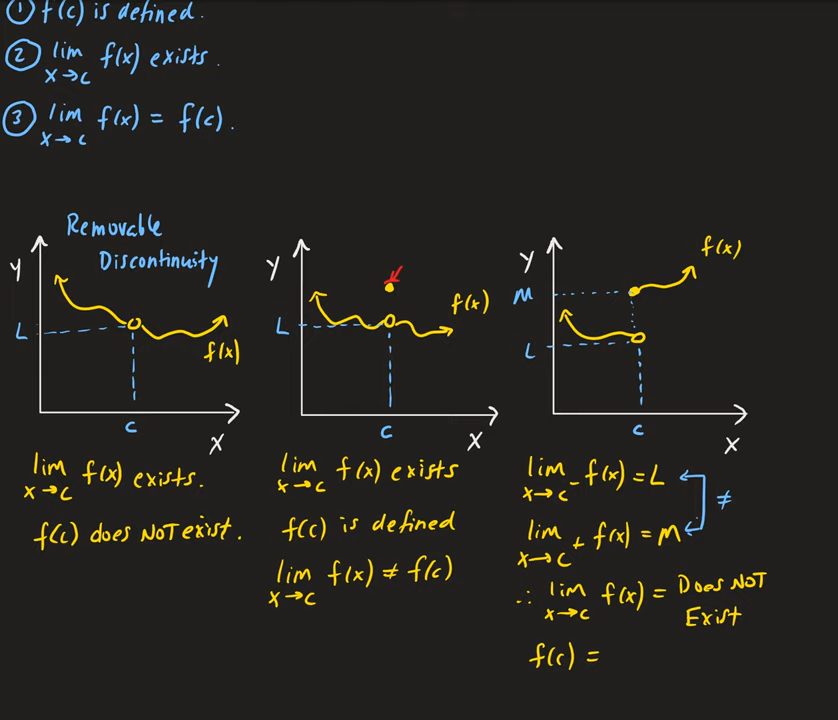 ① f(c) is defined.
② lim x→c f(x) exists.
③ lim x→c f(x) = f(c).
Removable
Discontinuity
y
L
c
x
f(x)
y
L
c
x
f(x)
y
M
L
c
x
f(x)
lim x→c f(x) exists.
f(c) does NOT exist.
lim x→c f(x) exists
f(c) is defined
lim x→c f(x) ≠ f(c)
lim x→c⁻ f(x) = L
≠
lim x→c⁺ f(x) = M
∴ lim x→c f(x) = Does NOT
Exist
f(c) =